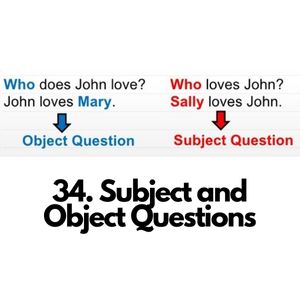 Who does John love?
John loves Mary.
Object Question
Who loves John?
Sally loves John.
Subject Question
34. Subject and
Object Questions